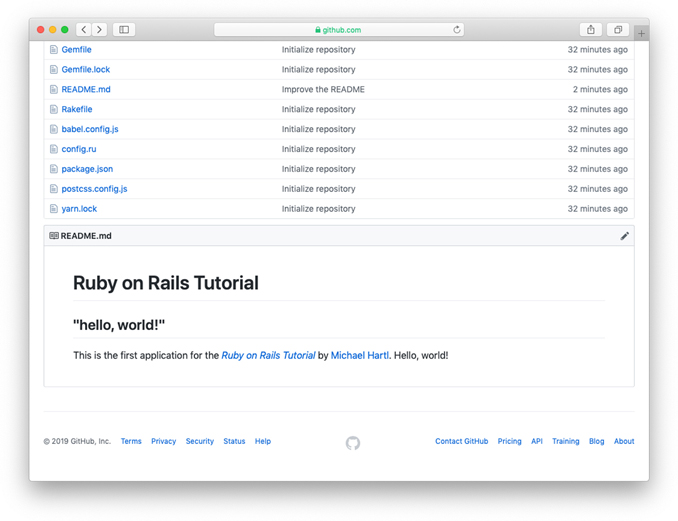 github.com
Gemfile Initialize repository 32 minutes ago
Gemfile.lock Initialize repository 32 minutes ago
README.md Improve the README 2 minutes ago
Rakefile Initialize repository 32 minutes ago
babel.config.js Initialize repository 32 minutes ago
config.ru Initialize repository 32 minutes ago
package.json Initialize repository 32 minutes ago
postcss.config.js Initialize repository 32 minutes ago
yarn.lock Initialize repository 32 minutes ago
README.md
Ruby on Rails Tutorial
"hello, world!"
This is the first application for the Ruby on Rails Tutorial by Michael Hartl. Hello, world!
© 2019 GitHub, Inc. Terms Privacy Security Status Help Contact GitHub Pricing API Training Blog About